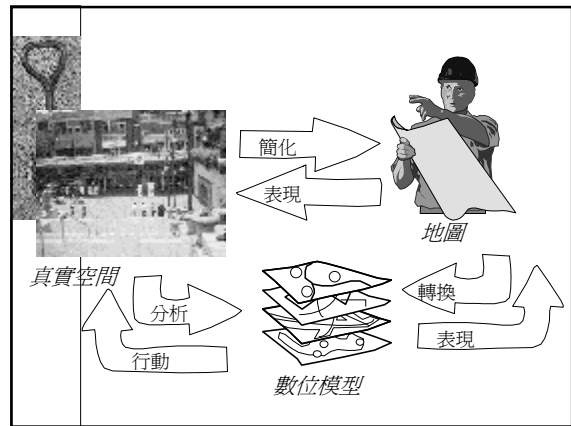 簡化
表現
地圖
真實空間
分析
轉換
行動
表現
數位模型